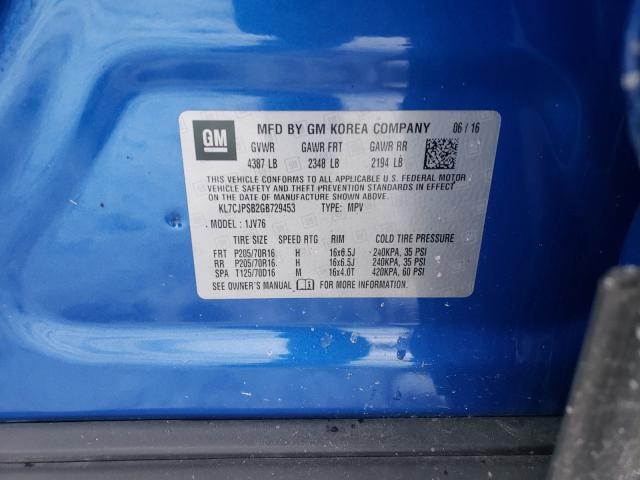 GM MFD BY GM KOREA COMPANY 06/16
GVWR GAWR FRT GAWR RR
4387 LB 2348 LB 2194 LB
THIS VEHICLE CONFORMS TO ALL APPLICABLE U.S. FEDERAL MOTOR
VEHICLE SAFETY AND THEFT PREVENTION STANDARDS IN EFFECT ON
THE DATE OF MANUFACTURE SHOWN ABOVE.
KL7CJPSB2GB729453 TYPE: MPV
MODEL: 1JV76
TIRE SIZE SPEED RTG RIM COLD TIRE PRESSURE
FRT P205/70R16 H 16x6.5J 240KPA, 35 PSI
RR P205/70R16 H 16x6.5J 240KPA, 35 PSI
SPA T125/70D16 M 16x4.0T 420KPA, 60 PSI
SEE OWNER'S MANUAL FOR MORE INFORMATION.